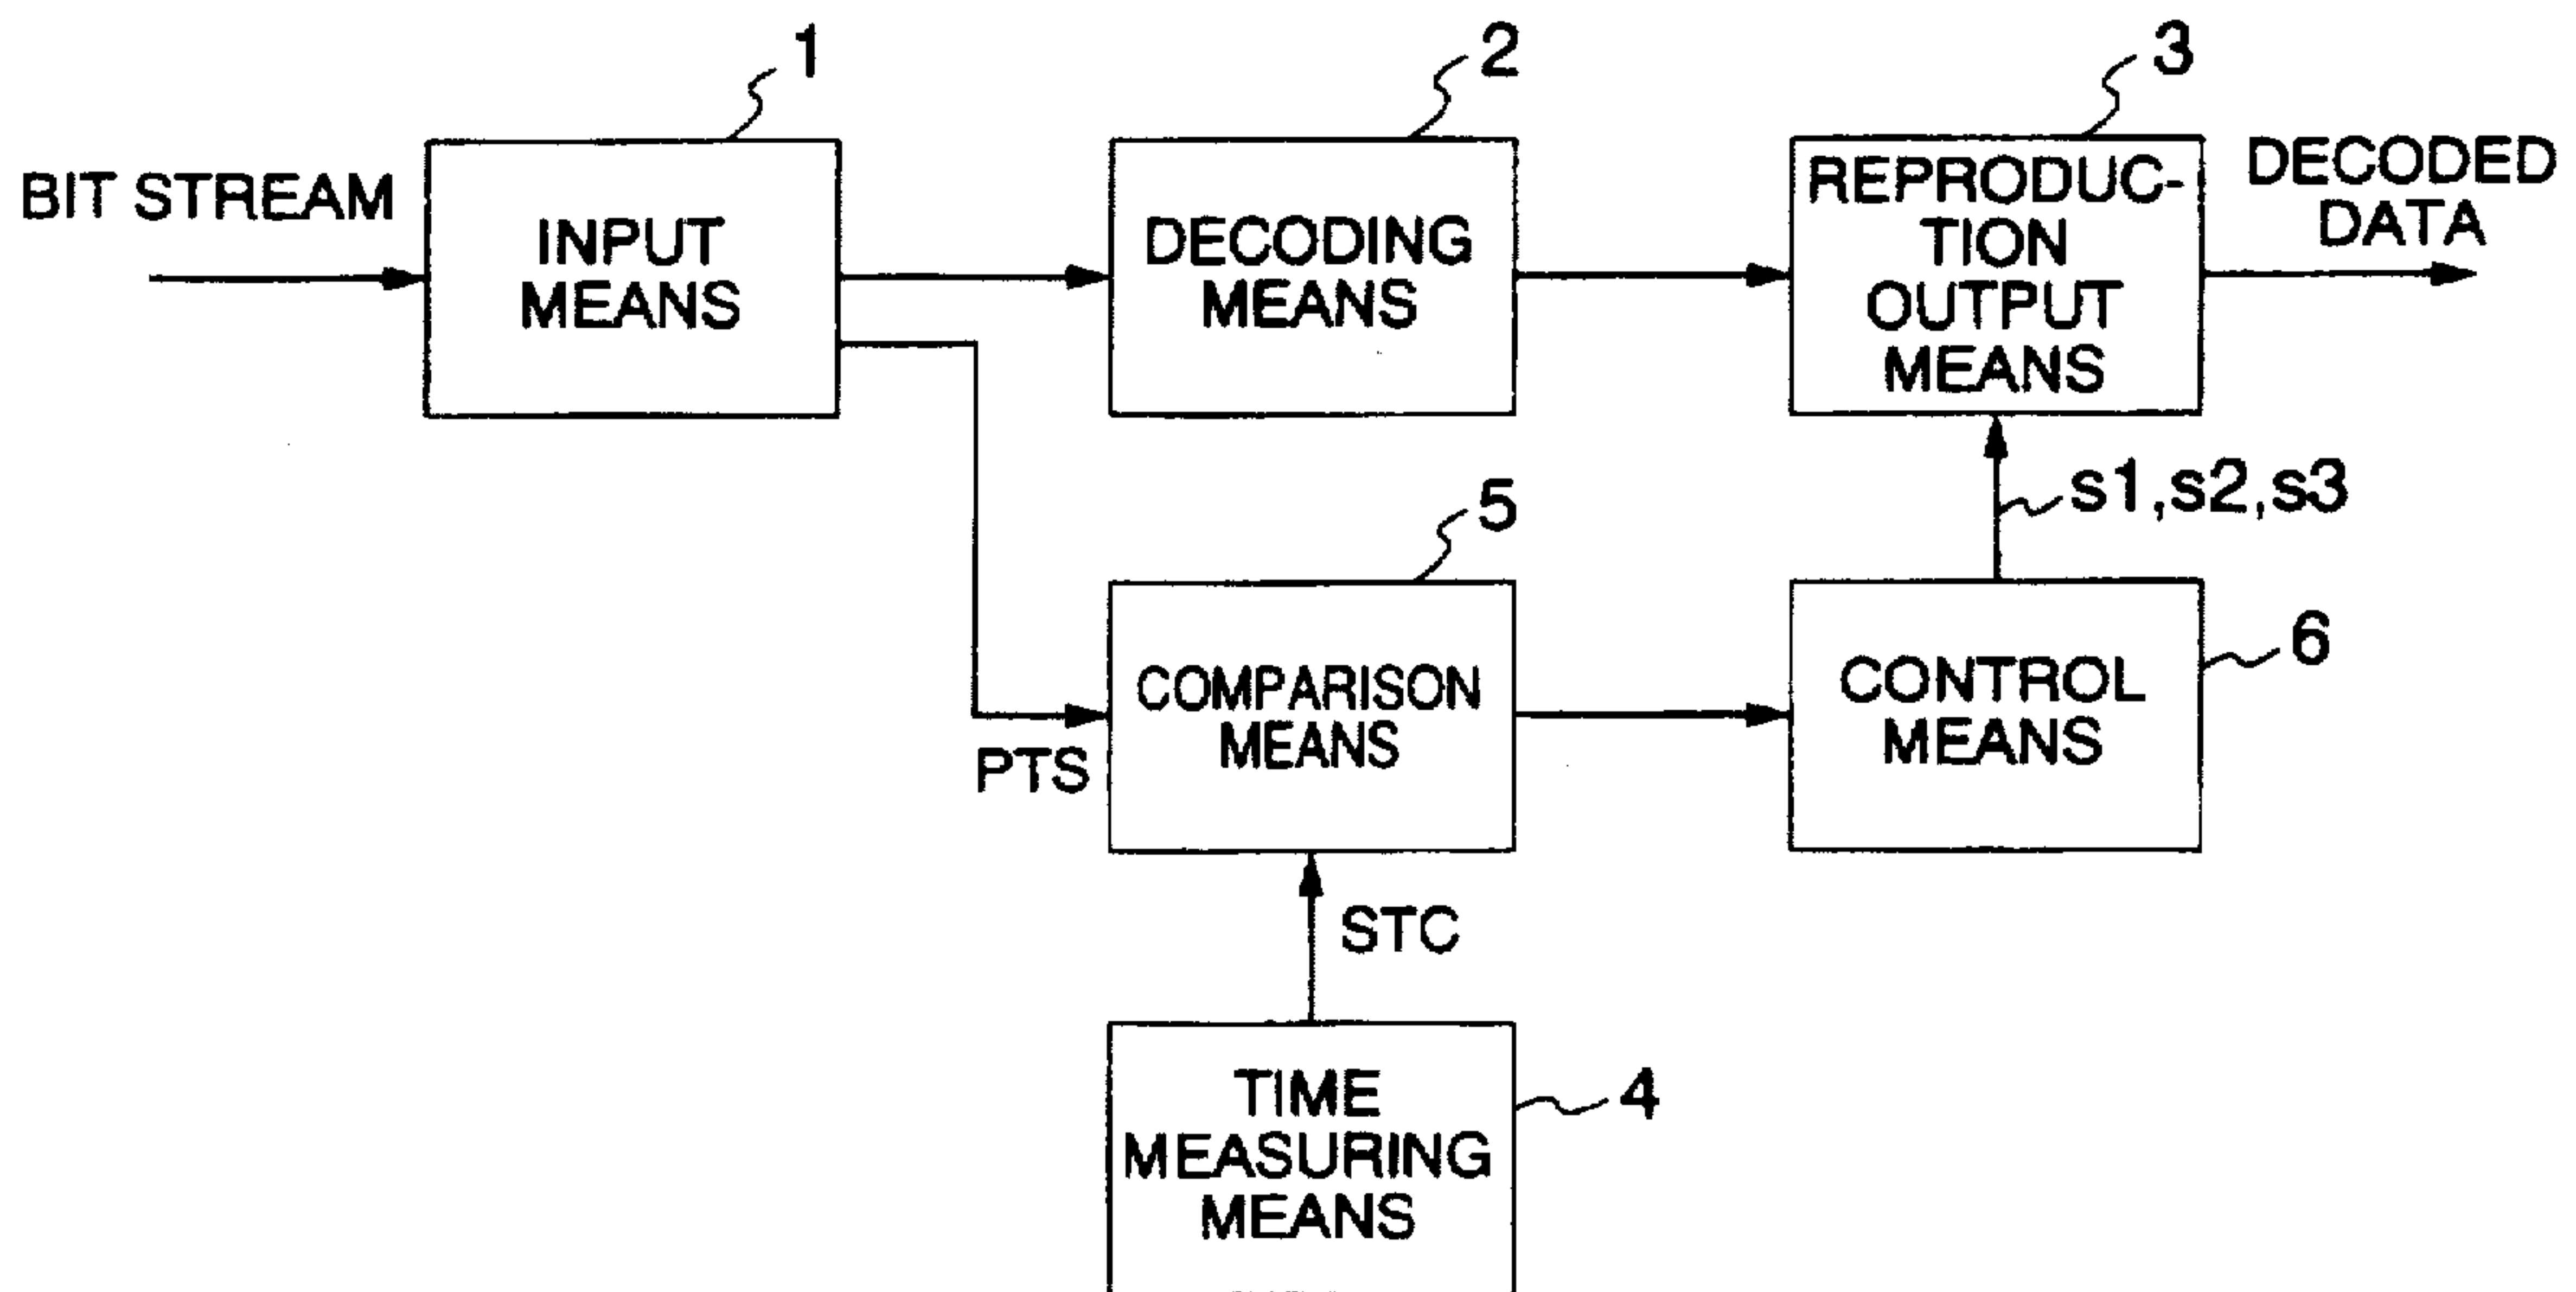 1
2
3
BIT STREAM
INPUT
MEANS
DECODING
MEANS
REPRODUC-
TION
OUTPUT
MEANS
DECODED
DATA
s1,s2,s3
5
6
PTS
COMPARISON
MEANS
CONTROL
MEANS
STC
4
TIME
MEASURING
MEANS